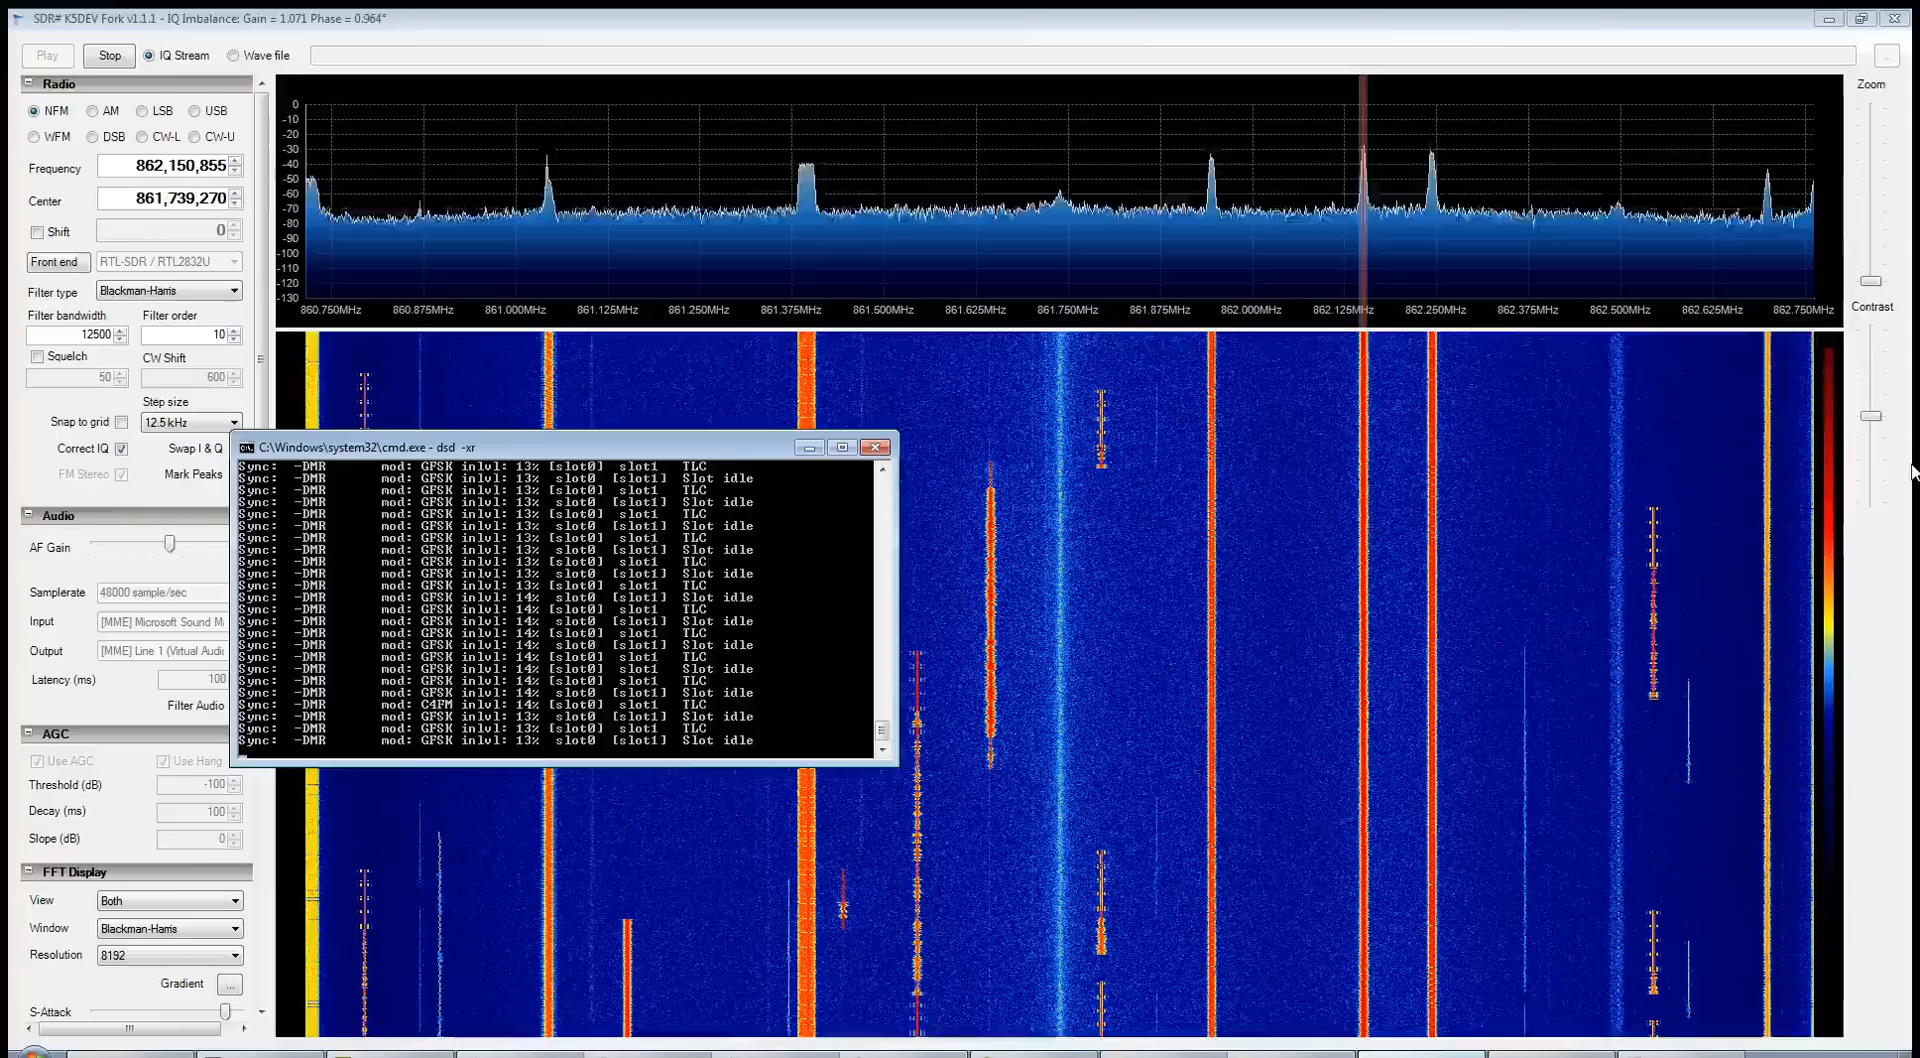 SDR# K5DEV Fork v1.1.1 - IQ Imbalance: Gain = 1.071 Phase = 0.964°
Play Stop IQ Stream Wave file ...
Radio
NFM AM LSB USB
WFM DSB CW-L CW-U
Frequency 862,150,855
Center 861,739,270
Shift 0
Front end RTL-SDR / RTL2832U
Filter type Blackman-Harris
Filter bandwidth Filter order
12500 10
Squelch CW Shift
50 600
Step size
Snap to grid 12.5 kHz
Correct IQ Swap I & Q
FM Stereo Mark Peaks
Audio
AF Gain
Samplerate 48000 sample/sec
Input [MME] Microsoft Sound M
Output [MME] Line 1 (Virtual Audio
Latency (ms) 100
Filter Audio
AGC
Use AGC Use Hang
Threshold (dB) -100
Decay (ms) 100
Slope (dB) 0
FFT Display
View Both
Window Blackman-Harris
Resolution 8192
Gradient ...
S-Attack
0
-10
-20
-30
-40
-50
-60
-70
-80
-90
-100
-110
-120
-130
860.750MHz 860.875MHz 861.000MHz 861.125MHz 861.250MHz 861.375MHz 861.500MHz 861.625MHz 861.750MHz 861.875MHz 862.000MHz 862.125MHz 862.250MHz 862.375MHz 862.500MHz 862.625MHz 862.750MHz
Zoom
Contrast
C:\Windows\system32\cmd.exe - dsd -xr
Sync: -DMR mod: GFSK inlvl: 13% [slot0] slot1 TLC
Sync: -DMR mod: GFSK inlvl: 13% slot0 [slot1] Slot idle
Sync: -DMR mod: GFSK inlvl: 13% [slot0] slot1 TLC
Sync: -DMR mod: GFSK inlvl: 13% slot0 [slot1] Slot idle
Sync: -DMR mod: GFSK inlvl: 13% [slot0] slot1 TLC
Sync: -DMR mod: GFSK inlvl: 13% slot0 [slot1] Slot idle
Sync: -DMR mod: GFSK inlvl: 13% [slot0] slot1 TLC
Sync: -DMR mod: GFSK inlvl: 13% slot0 [slot1] Slot idle
Sync: -DMR mod: GFSK inlvl: 13% [slot0] slot1 TLC
Sync: -DMR mod: GFSK inlvl: 13% slot0 [slot1] Slot idle
Sync: -DMR mod: GFSK inlvl: 13% [slot0] slot1 TLC
Sync: -DMR mod: GFSK inlvl: 14% slot0 [slot1] Slot idle
Sync: -DMR mod: GFSK inlvl: 14% [slot0] slot1 TLC
Sync: -DMR mod: GFSK inlvl: 14% slot0 [slot1] Slot idle
Sync: -DMR mod: GFSK inlvl: 14% [slot0] slot1 TLC
Sync: -DMR mod: GFSK inlvl: 14% slot0 [slot1] Slot idle
Sync: -DMR mod: GFSK inlvl: 14% [slot0] slot1 TLC
Sync: -DMR mod: GFSK inlvl: 14% slot0 [slot1] Slot idle
Sync: -DMR mod: GFSK inlvl: 14% [slot0] slot1 TLC
Sync: -DMR mod: GFSK inlvl: 14% slot0 [slot1] Slot idle
Sync: -DMR mod: C4FM inlvl: 14% [slot0] slot1 TLC
Sync: -DMR mod: GFSK inlvl: 13% slot0 [slot1] Slot idle
Sync: -DMR mod: GFSK inlvl: 13% [slot0] slot1 TLC
Sync: -DMR mod: GFSK inlvl: 13% slot0 [slot1] Slot idle